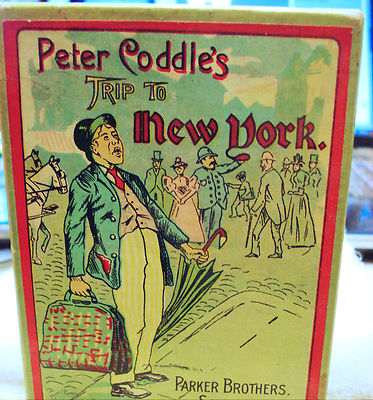 Peter Coddle's
TRIP TO
New York.
PARKER BROTHERS.